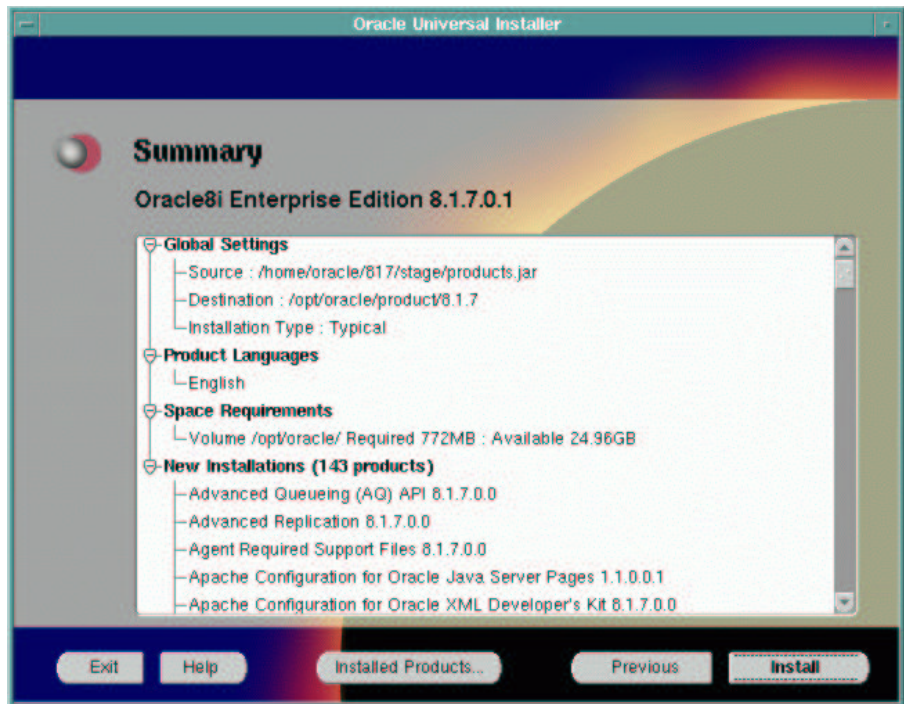 Oracle Universal Installer
Summary
Oracle8i Enterprise Edition 8.1.7.0.1
Global Settings
Source : /home/oracle/817/stage/products.jar
Destination : /opt/oracle/product/8.1.7
Installation Type : Typical
Product Languages
English
Space Requirements
Volume /opt/oracle/ Required 772MB : Available 24.96GB
New Installations (143 products)
Advanced Queueing (AQ) API 8.1.7.0.0
Advanced Replication 8.1.7.0.0
Agent Required Support Files 8.1.7.0.0
Apache Configuration for Oracle Java Server Pages 1.1.0.0.1
Apache Configuration for Oracle XML Developer's Kit 8.1.7.0.0
Exit Help Installed Products... Previous Install